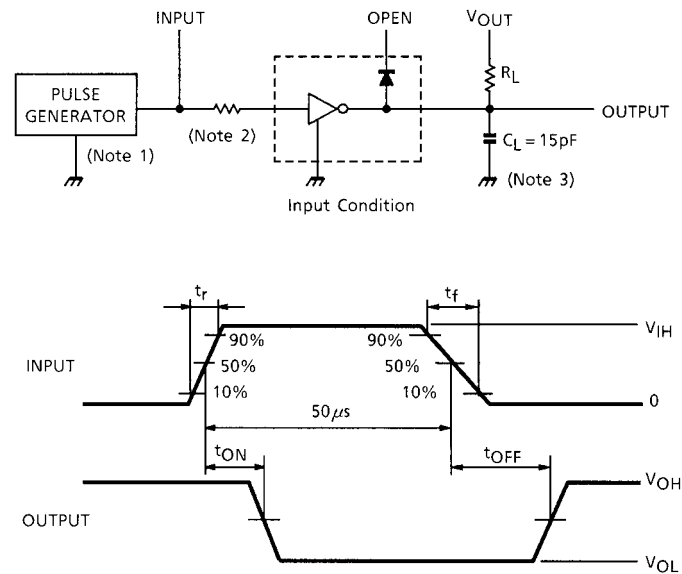 INPUT OPEN VOUT
PULSE
GENERATOR
(Note 1)
(Note 2)
RL
OUTPUT
CL = 15pF
(Note 3)
Input Condition
tr tf
90% 90% VIH
INPUT 50% 50%
10% 10% 0
50μs
tON tOFF
VOH
OUTPUT
VOL